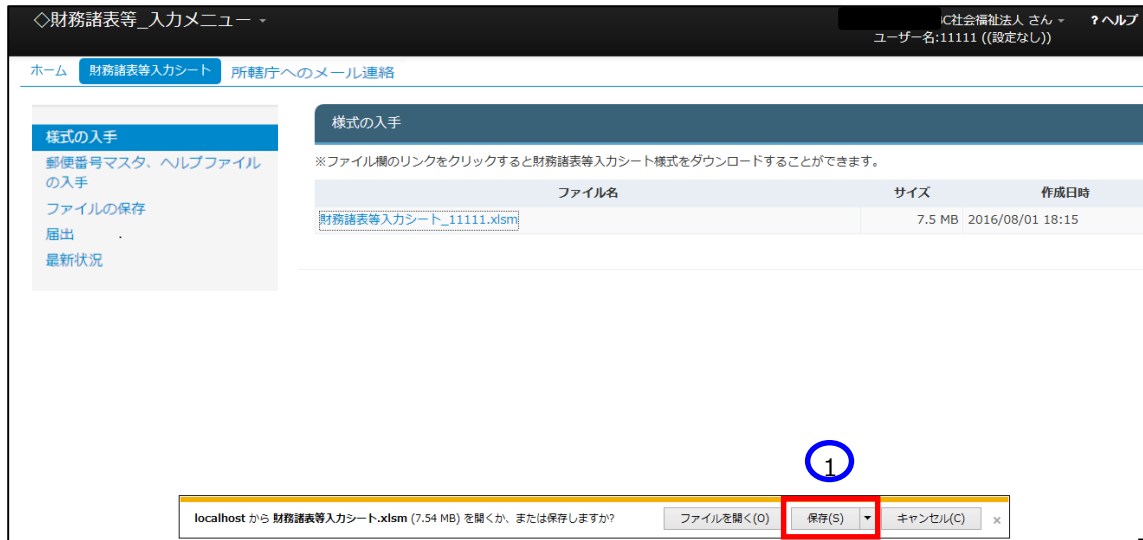 ◇財務諸表等_入力メニュー
C社会福祉法人 さん
?ヘルプ
ユーザー名:11111 ((設定なし))
ホーム
財務諸表等入力シート
所轄庁へのメール連絡
様式の入手
郵便番号マスタ、ヘルプファイル
の入手
ファイルの保存
届出 .
最新状況
様式の入手
※ファイル欄のリンクをクリックすると財務諸表等入力シート様式をダウンロードすることができます。
ファイル名 サイズ 作成日時
財務諸表等入力シート_11111.xlsm 7.5 MB 2016/08/01 18:15
1
localhost から 財務諸表等入力シート.xlsm (7.54 MB) を開くか、または保存しますか? ファイルを開く(O) 保存(S) キャンセル(C) ×